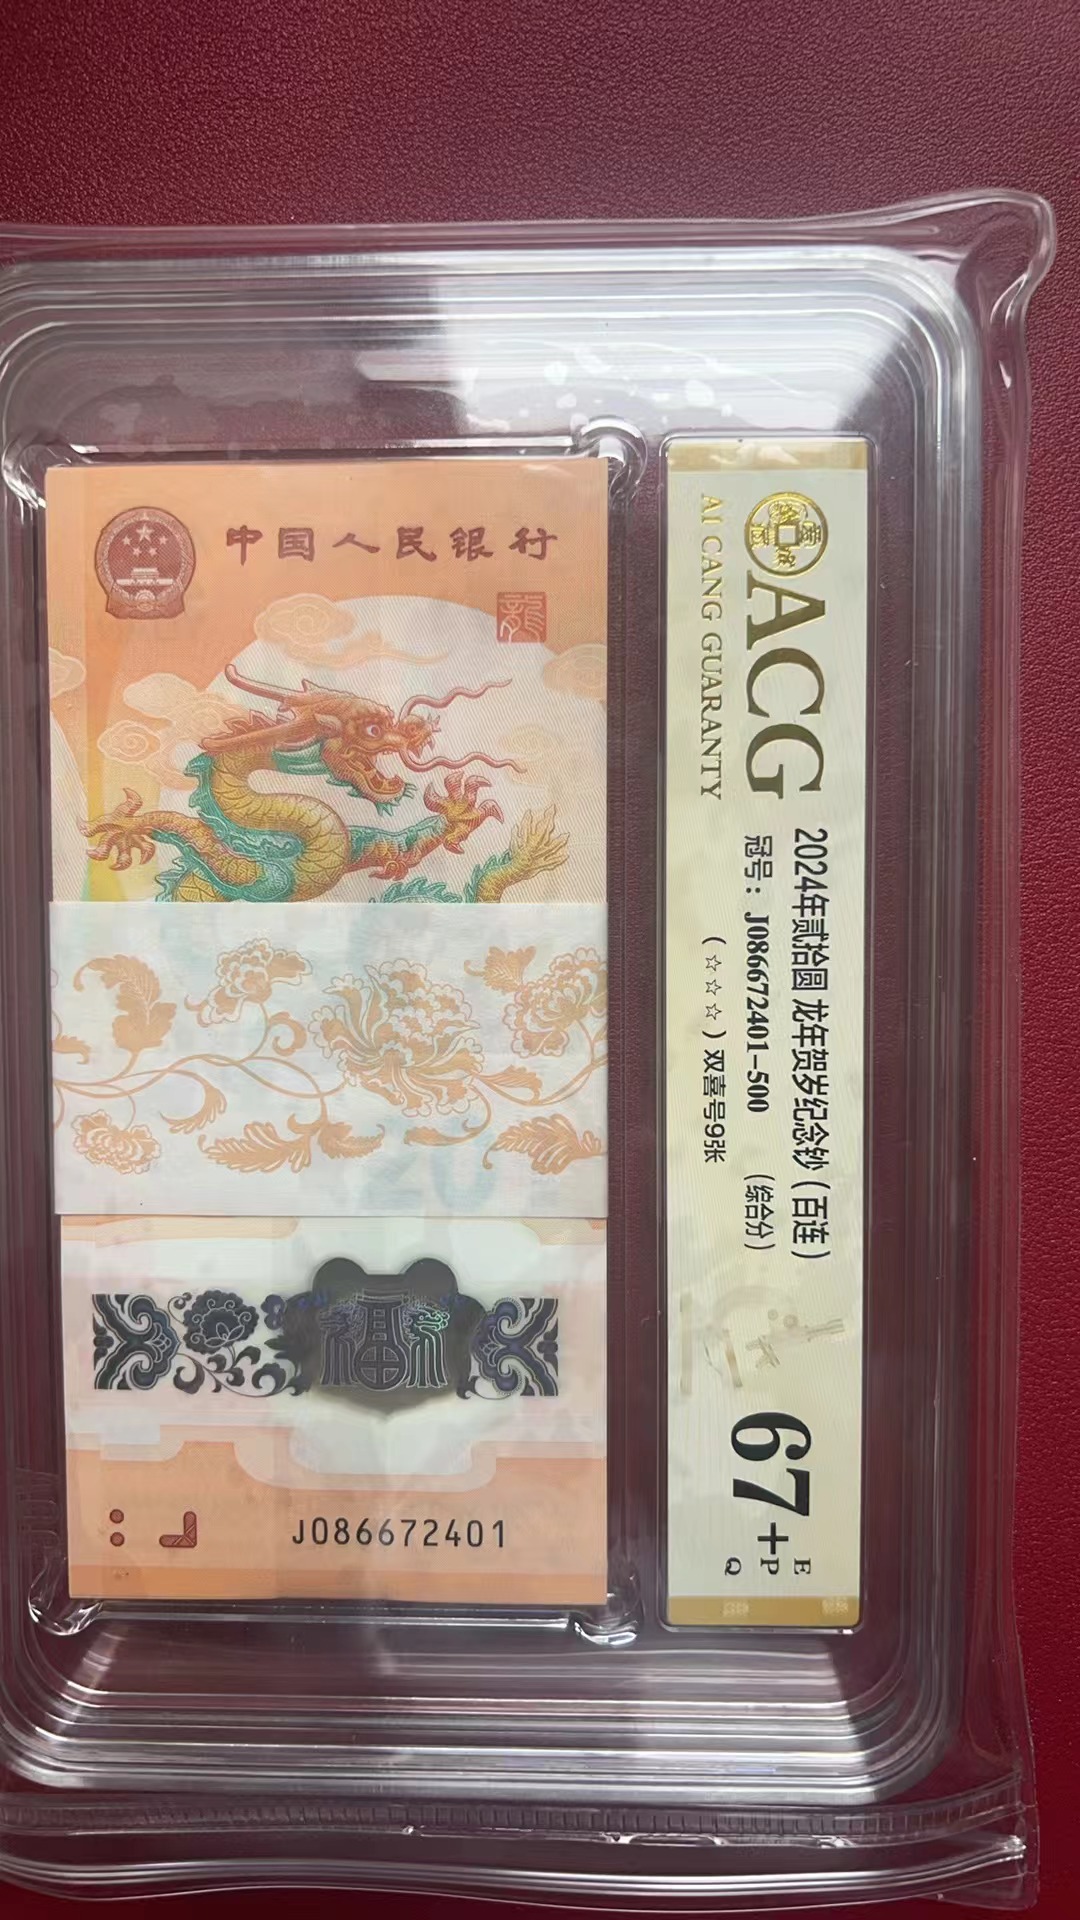 中国人民银行
龍
福
J086672401
ACG
AI CANG GUARANTY
2024年贰拾圆 龙年贺岁纪念钞（百连）
冠号：J086672401-500 （综合分）
（☆☆☆）双喜号9张
67+
E
P
Q